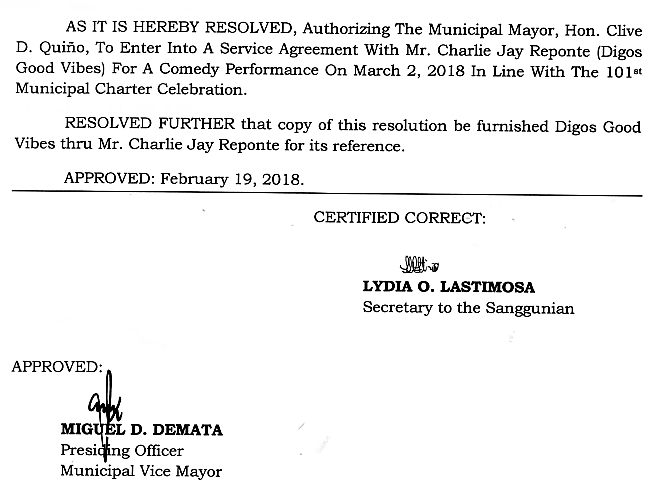 AS IT IS HEREBY RESOLVED, Authorizing The Municipal Mayor, Hon. Clive
D. Quiño, To Enter Into A Service Agreement With Mr. Charlie Jay Reponte (Digos
Good Vibes) For A Comedy Performance On March 2, 2018 In Line With The 101st
Municipal Charter Celebration.
RESOLVED FURTHER that copy of this resolution be furnished Digos Good
Vibes thru Mr. Charlie Jay Reponte for its reference.
APPROVED: February 19, 2018.
CERTIFIED CORRECT:
LYDIA O. LASTIMOSA
Secretary to the Sanggunian
APPROVED:
MIGUEL D. DEMATA
Presiding Officer
Municipal Vice Mayor